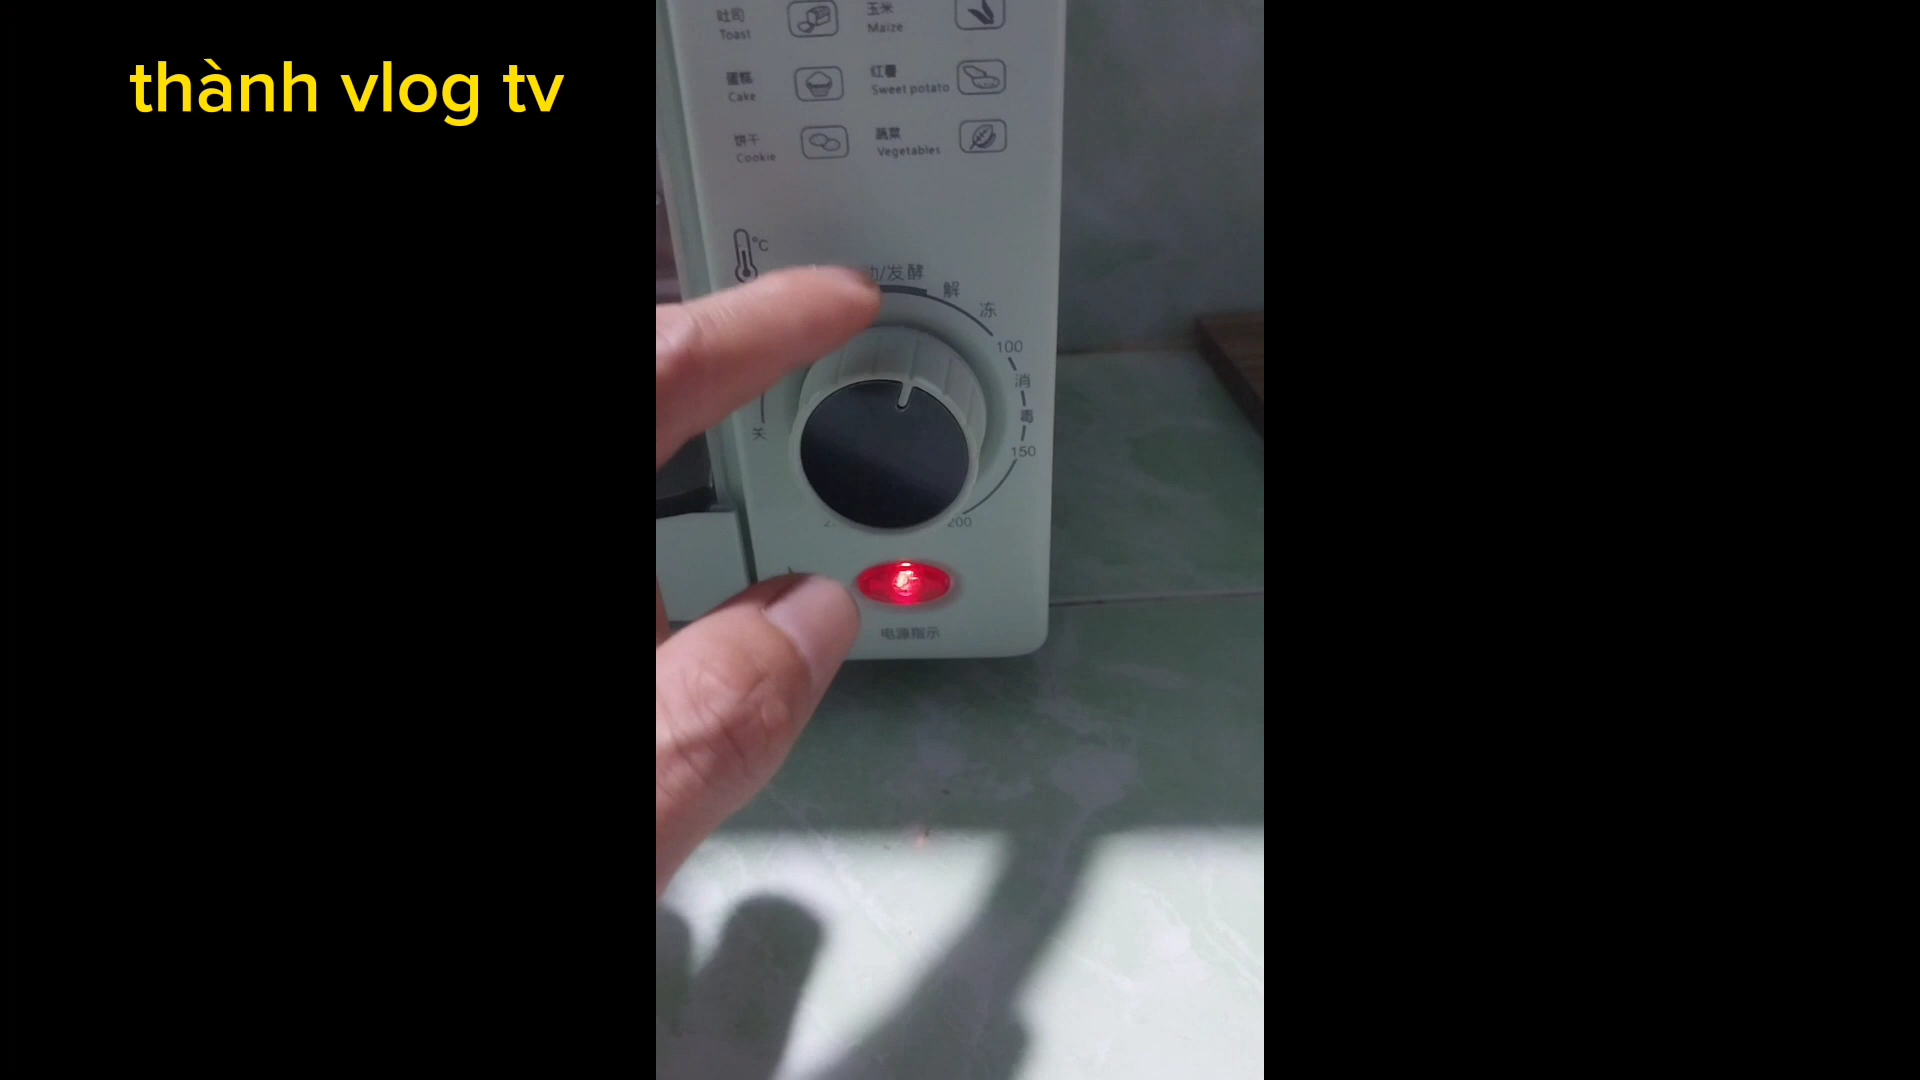 thành vlog tv
吐司
Toast
玉米
Maize
蛋糕
Cake
红薯
Sweet potato
饼干
Cookie
蔬菜
Vegetables
°C
/发酵
解
冻
100
消
毒
150
关
200
电源指示